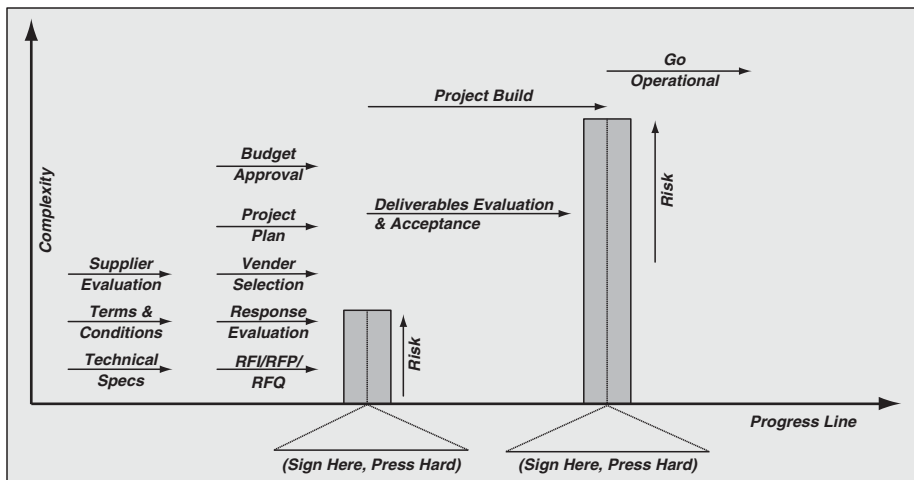 Go
Operational
Project Build
Budget
Approval
Complexity
Project
Plan
Deliverables Evaluation
& Acceptance
Risk
Supplier
Evaluation
Vender
Selection
Terms &
Conditions
Response
Evaluation
Technical
Specs
RFI/RFP/
RFQ
Risk
Progress Line
(Sign Here, Press Hard)
(Sign Here, Press Hard)